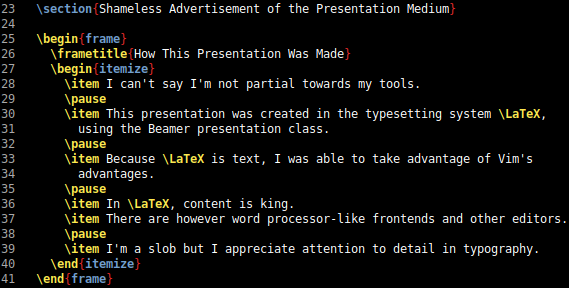 23 \section{Shameless Advertisement of the Presentation Medium}
24
25 \begin{frame}
26   \frametitle{How This Presentation Was Made}
27   \begin{itemize}
28     \item I can't say I'm not partial towards my tools.
29     \pause
30     \item This presentation was created in the typesetting system \LaTeX,
31       using the Beamer presentation class.
32     \pause
33     \item Because \LaTeX is text, I was able to take advantage of Vim's
34       advantages.
35     \pause
36     \item In \LaTeX, content is king.
37     \item There are however word processor-like frontends and other editors.
38     \pause
39     \item I'm a slob but I appreciate attention to detail in typography.
40   \end{itemize}
41 \end{frame}